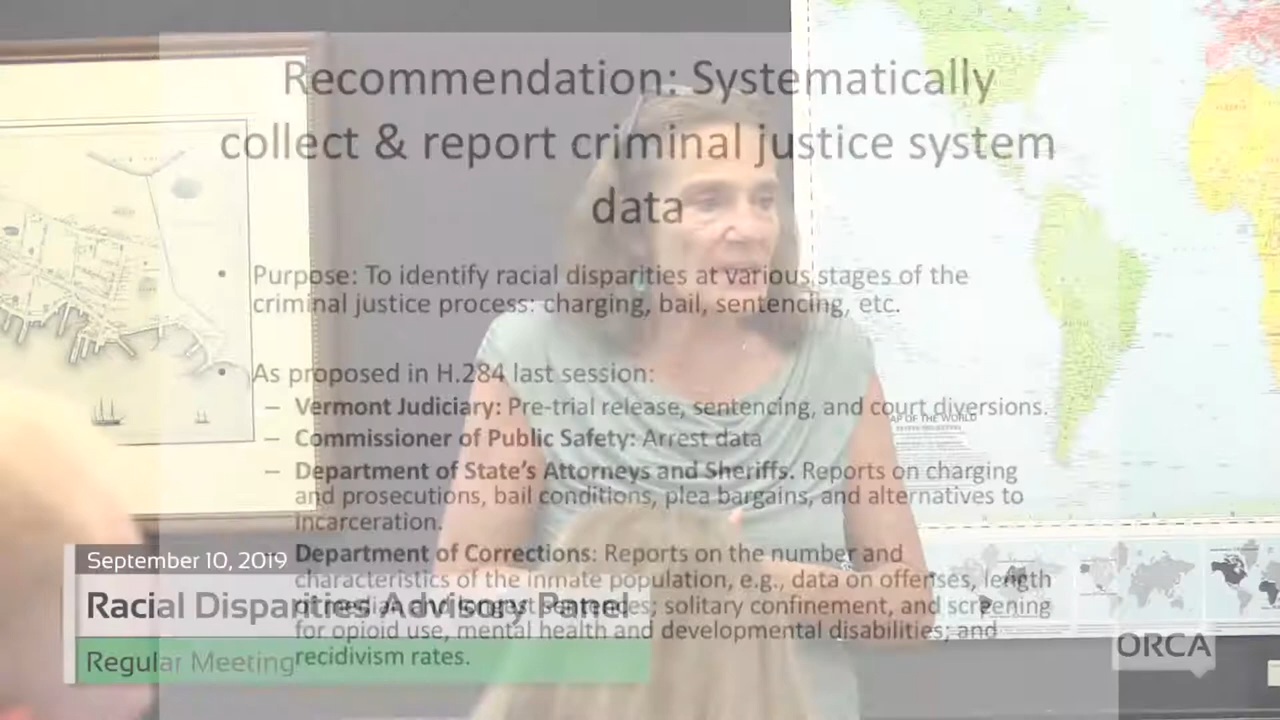 Recommendation: Systematically
collect & report criminal justice system
data
• Purpose: To identify racial disparities at various stages of the
criminal justice process: charging, bail, sentencing, etc.
• As proposed in H.284 last session:
– Vermont Judiciary: Pre-trial release, sentencing, and court diversions.
– Commissioner of Public Safety: Arrest data
– Department of State's Attorneys and Sheriffs. Reports on charging
and prosecutions, bail conditions, plea bargains, and alternatives to
incarceration.
Department of Corrections: Reports on the number and
characteristics of the inmate population, e.g., data on offenses, length
sentences; solitary confinement, and screening
for opioid use, mental health and developmental disabilities; and
recidivism rates.
MAP OF THE WORLD
September 10, 2019
Racial Disparities Advisory Panel
Regular Meeting
ORCA